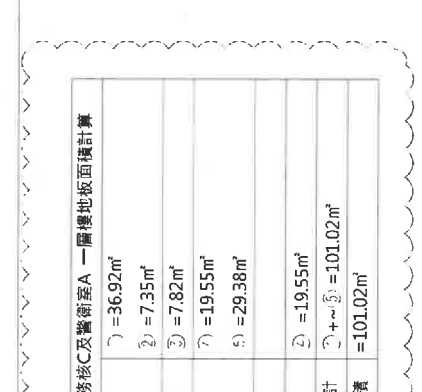 務核C及警衛室A 一層樓地板面積計算
=36.92m²
② =7.35m²
③ =7.82m²
=19.55m²
=29.38m²
=19.55m²
計 +~⑤ =101.02m²
積 =101.02m²